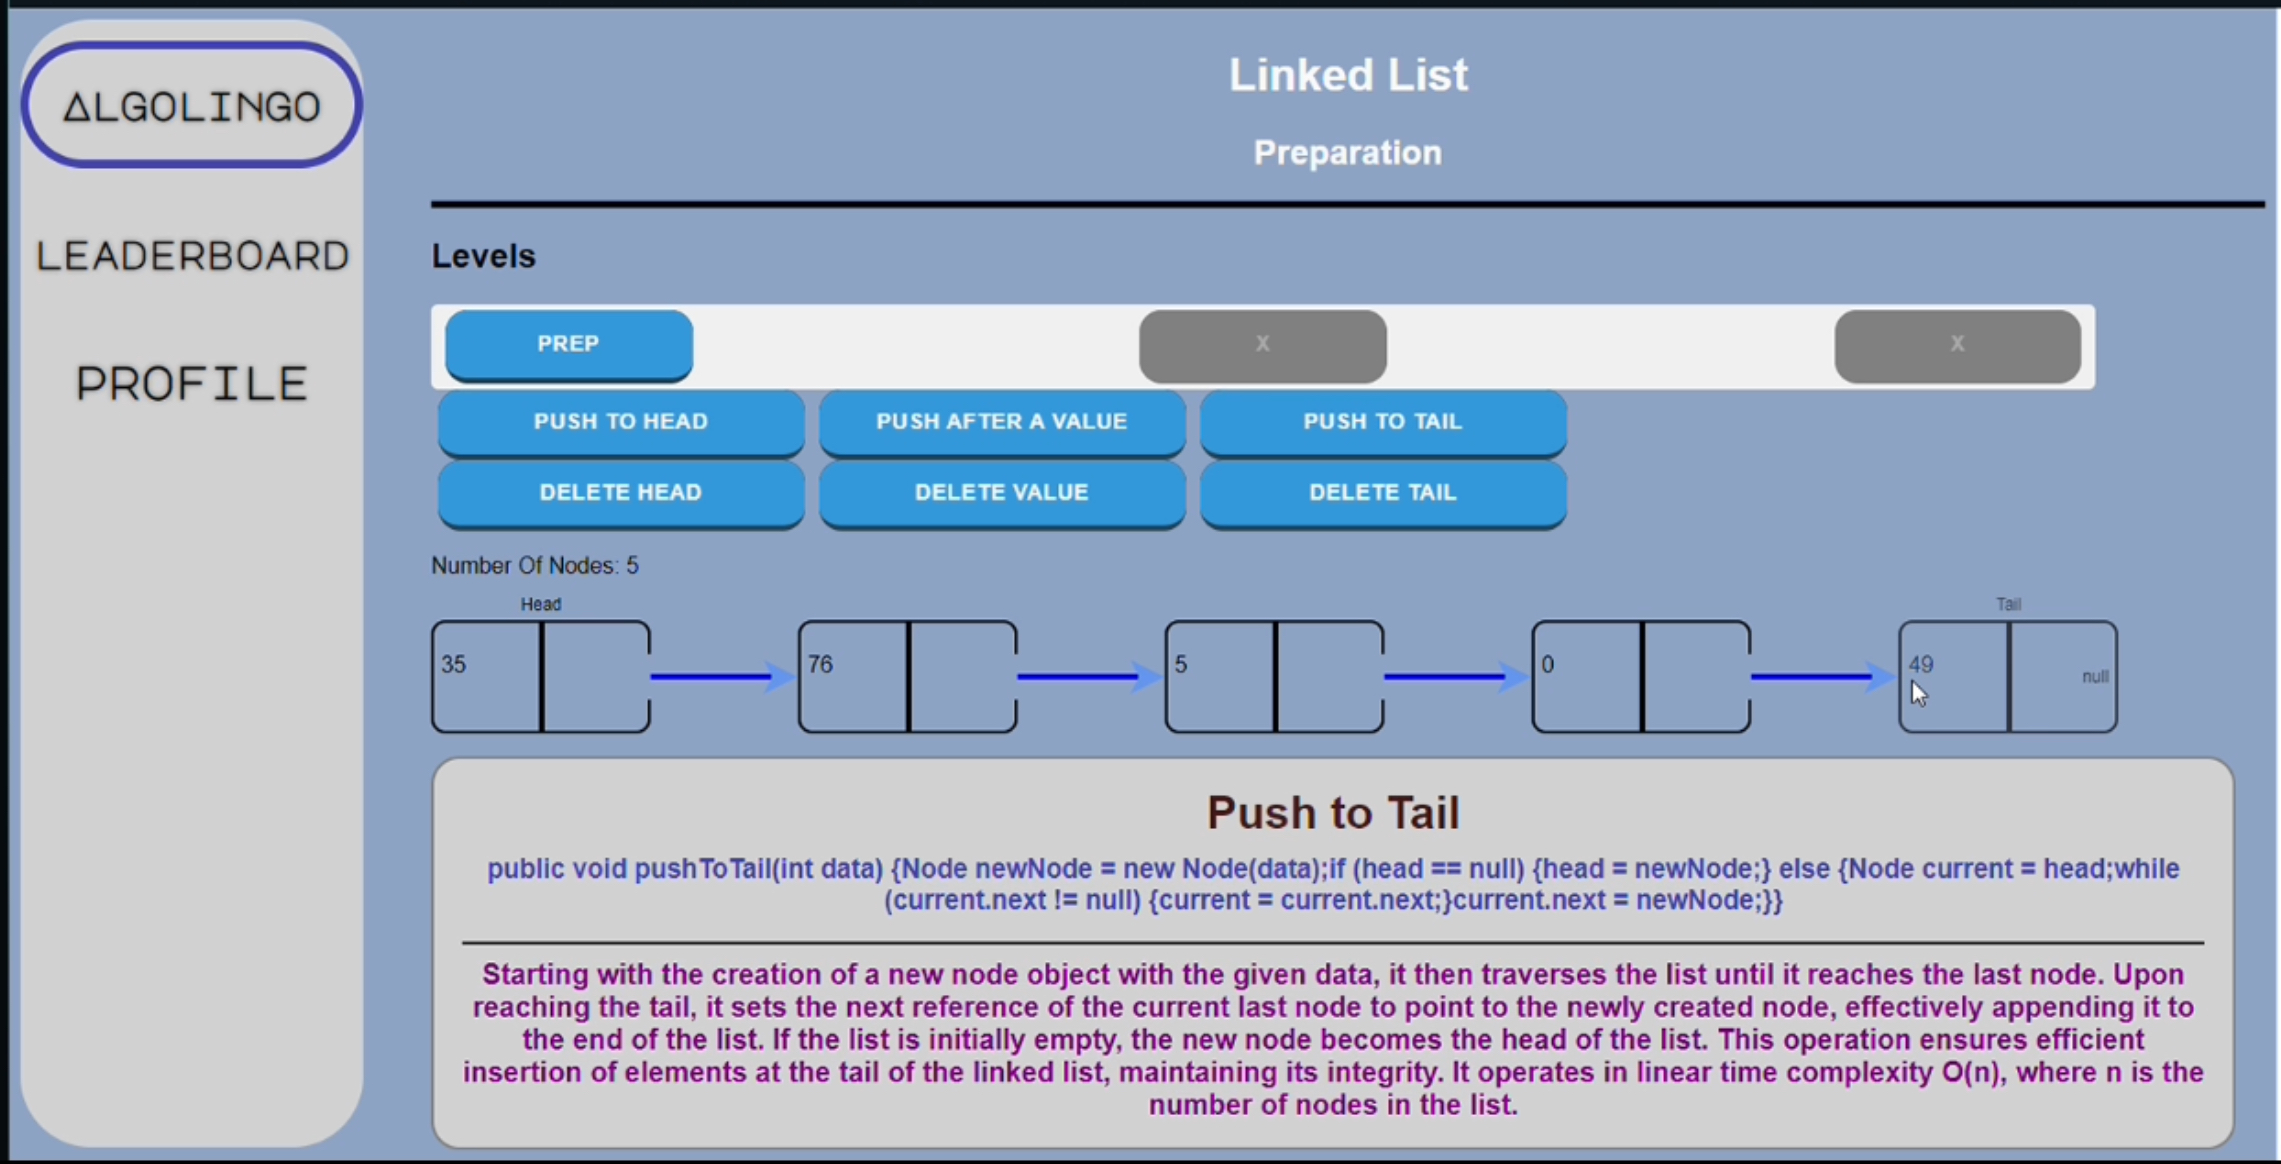 ΔLGOLINGO
LEADERBOARD
PROFILE
Linked List
Preparation
Levels
PREP
X
X
PUSH TO HEAD
PUSH AFTER A VALUE
PUSH TO TAIL
DELETE HEAD
DELETE VALUE
DELETE TAIL
Number Of Nodes: 5
Head
Tail
35
76
5
0
49
null
Push to Tail
public void pushToTail(int data) {Node newNode = new Node(data);if (head == null) {head = newNode;} else {Node current = head;while
(current.next != null) {current = current.next;}current.next = newNode;}}
Starting with the creation of a new node object with the given data, it then traverses the list until it reaches the last node. Upon
reaching the tail, it sets the next reference of the current last node to point to the newly created node, effectively appending it to
the end of the list. If the list is initially empty, the new node becomes the head of the list. This operation ensures efficient
insertion of elements at the tail of the linked list, maintaining its integrity. It operates in linear time complexity O(n), where n is the
number of nodes in the list.